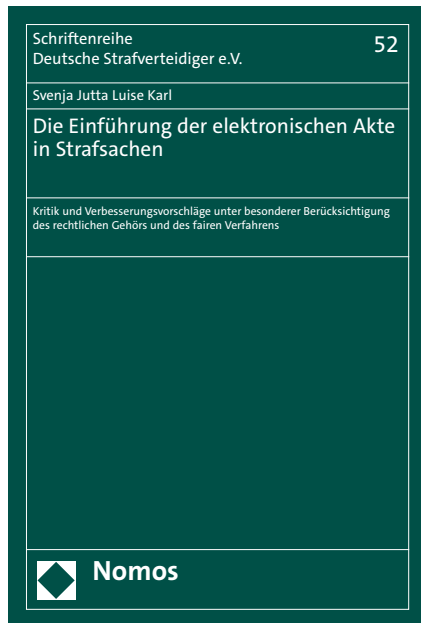 Schriftenreihe
Deutsche Strafverteidiger e.V.
52
Svenja Jutta Luise Karl
Die Einführung der elektronischen Akte
in Strafsachen
Kritik und Verbesserungsvorschläge unter besonderer Berücksichtigung
des rechtlichen Gehörs und des fairen Verfahrens
Nomos